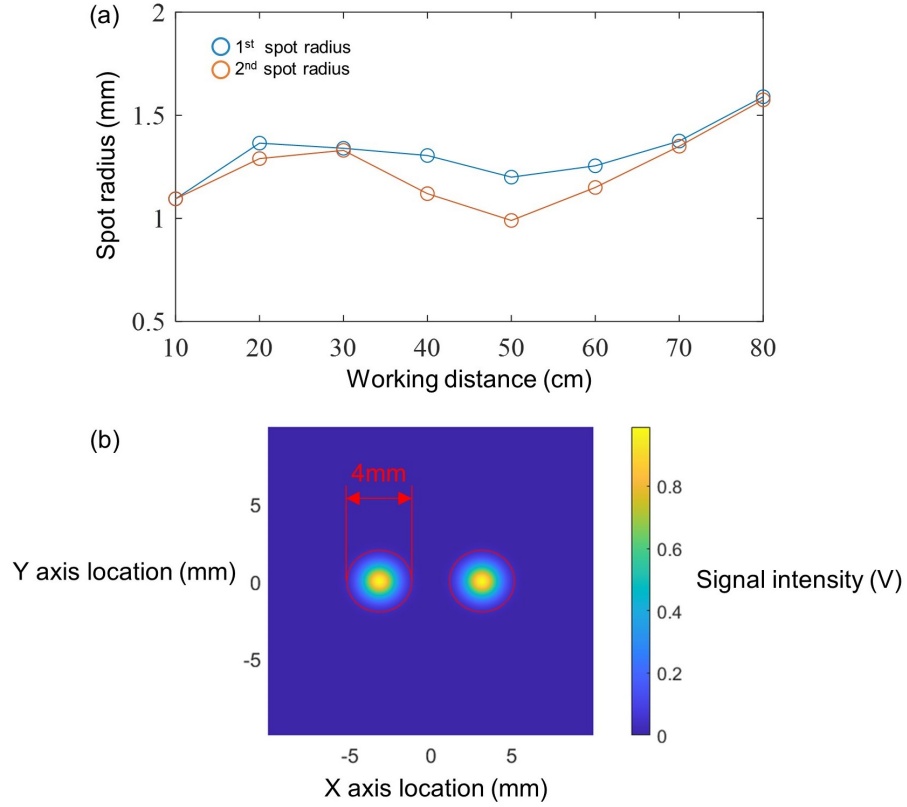 (a)
2
1st spot radius
2nd spot radius
1.5
Spot radius (mm)
1
0.5
10 20 30 40 50 60 70 80
Working distance (cm)
(b)
4mm
5
0.8
0.6
Y axis location (mm)
0
Signal intensity (V)
0.4
-5
0.2
0
-5 0 5
X axis location (mm)